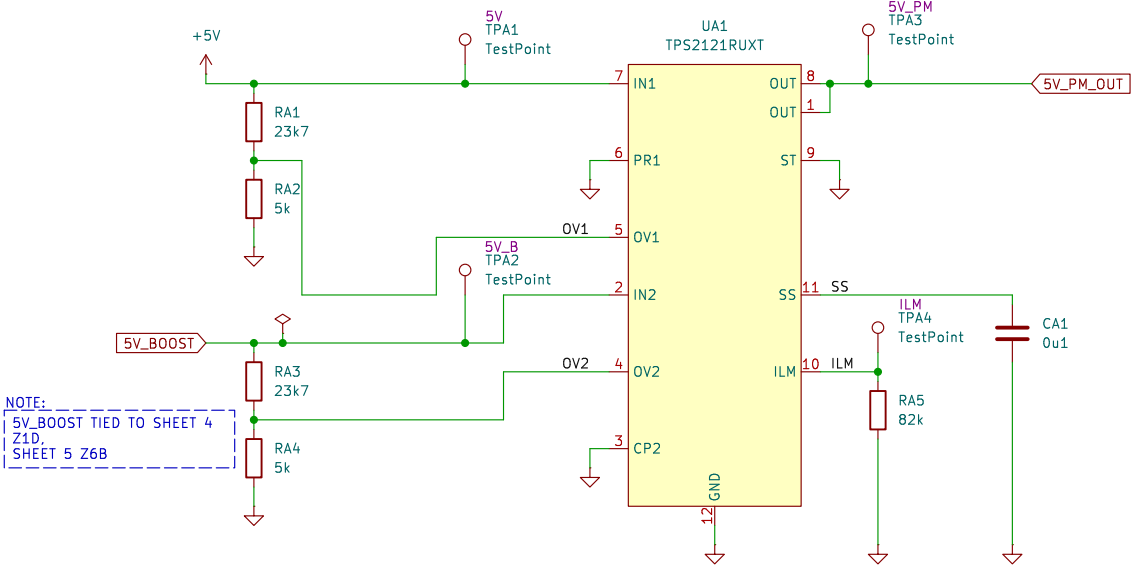 5V
TPA1
TestPoint
+5V
UA1
TPS2121RUXT
5V_PM
TPA3
TestPoint
7
IN1
OUT
8
5V_PM_OUT
OUT
1
RA1
23k7
6
PR1
ST
9
RA2
5k
OV1
5
OV1
5V_B
TPA2
TestPoint
2
IN2
SS
11
SS
ILM
TPA4
TestPoint
CA1
0u1
5V_BOOST
RA3
23k7
OV2
4
OV2
ILM
10
ILM
RA5
82k
NOTE:
5V_BOOST TIED TO SHEET 4
Z1D,
SHEET 5 Z6B
RA4
5k
3
CP2
GND
12